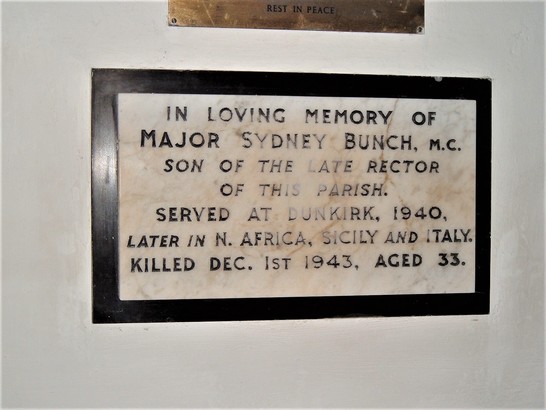 REST IN PEACE
IN LOVING MEMORY OF
MAJOR SYDNEY BUNCH, M.C.
SON OF THE LATE RECTOR
OF THIS PARISH.
SERVED AT DUNKIRK, 1940,
LATER IN N. AFRICA, SICILY AND ITALY.
KILLED DEC. 1ST 1943, AGED 33.